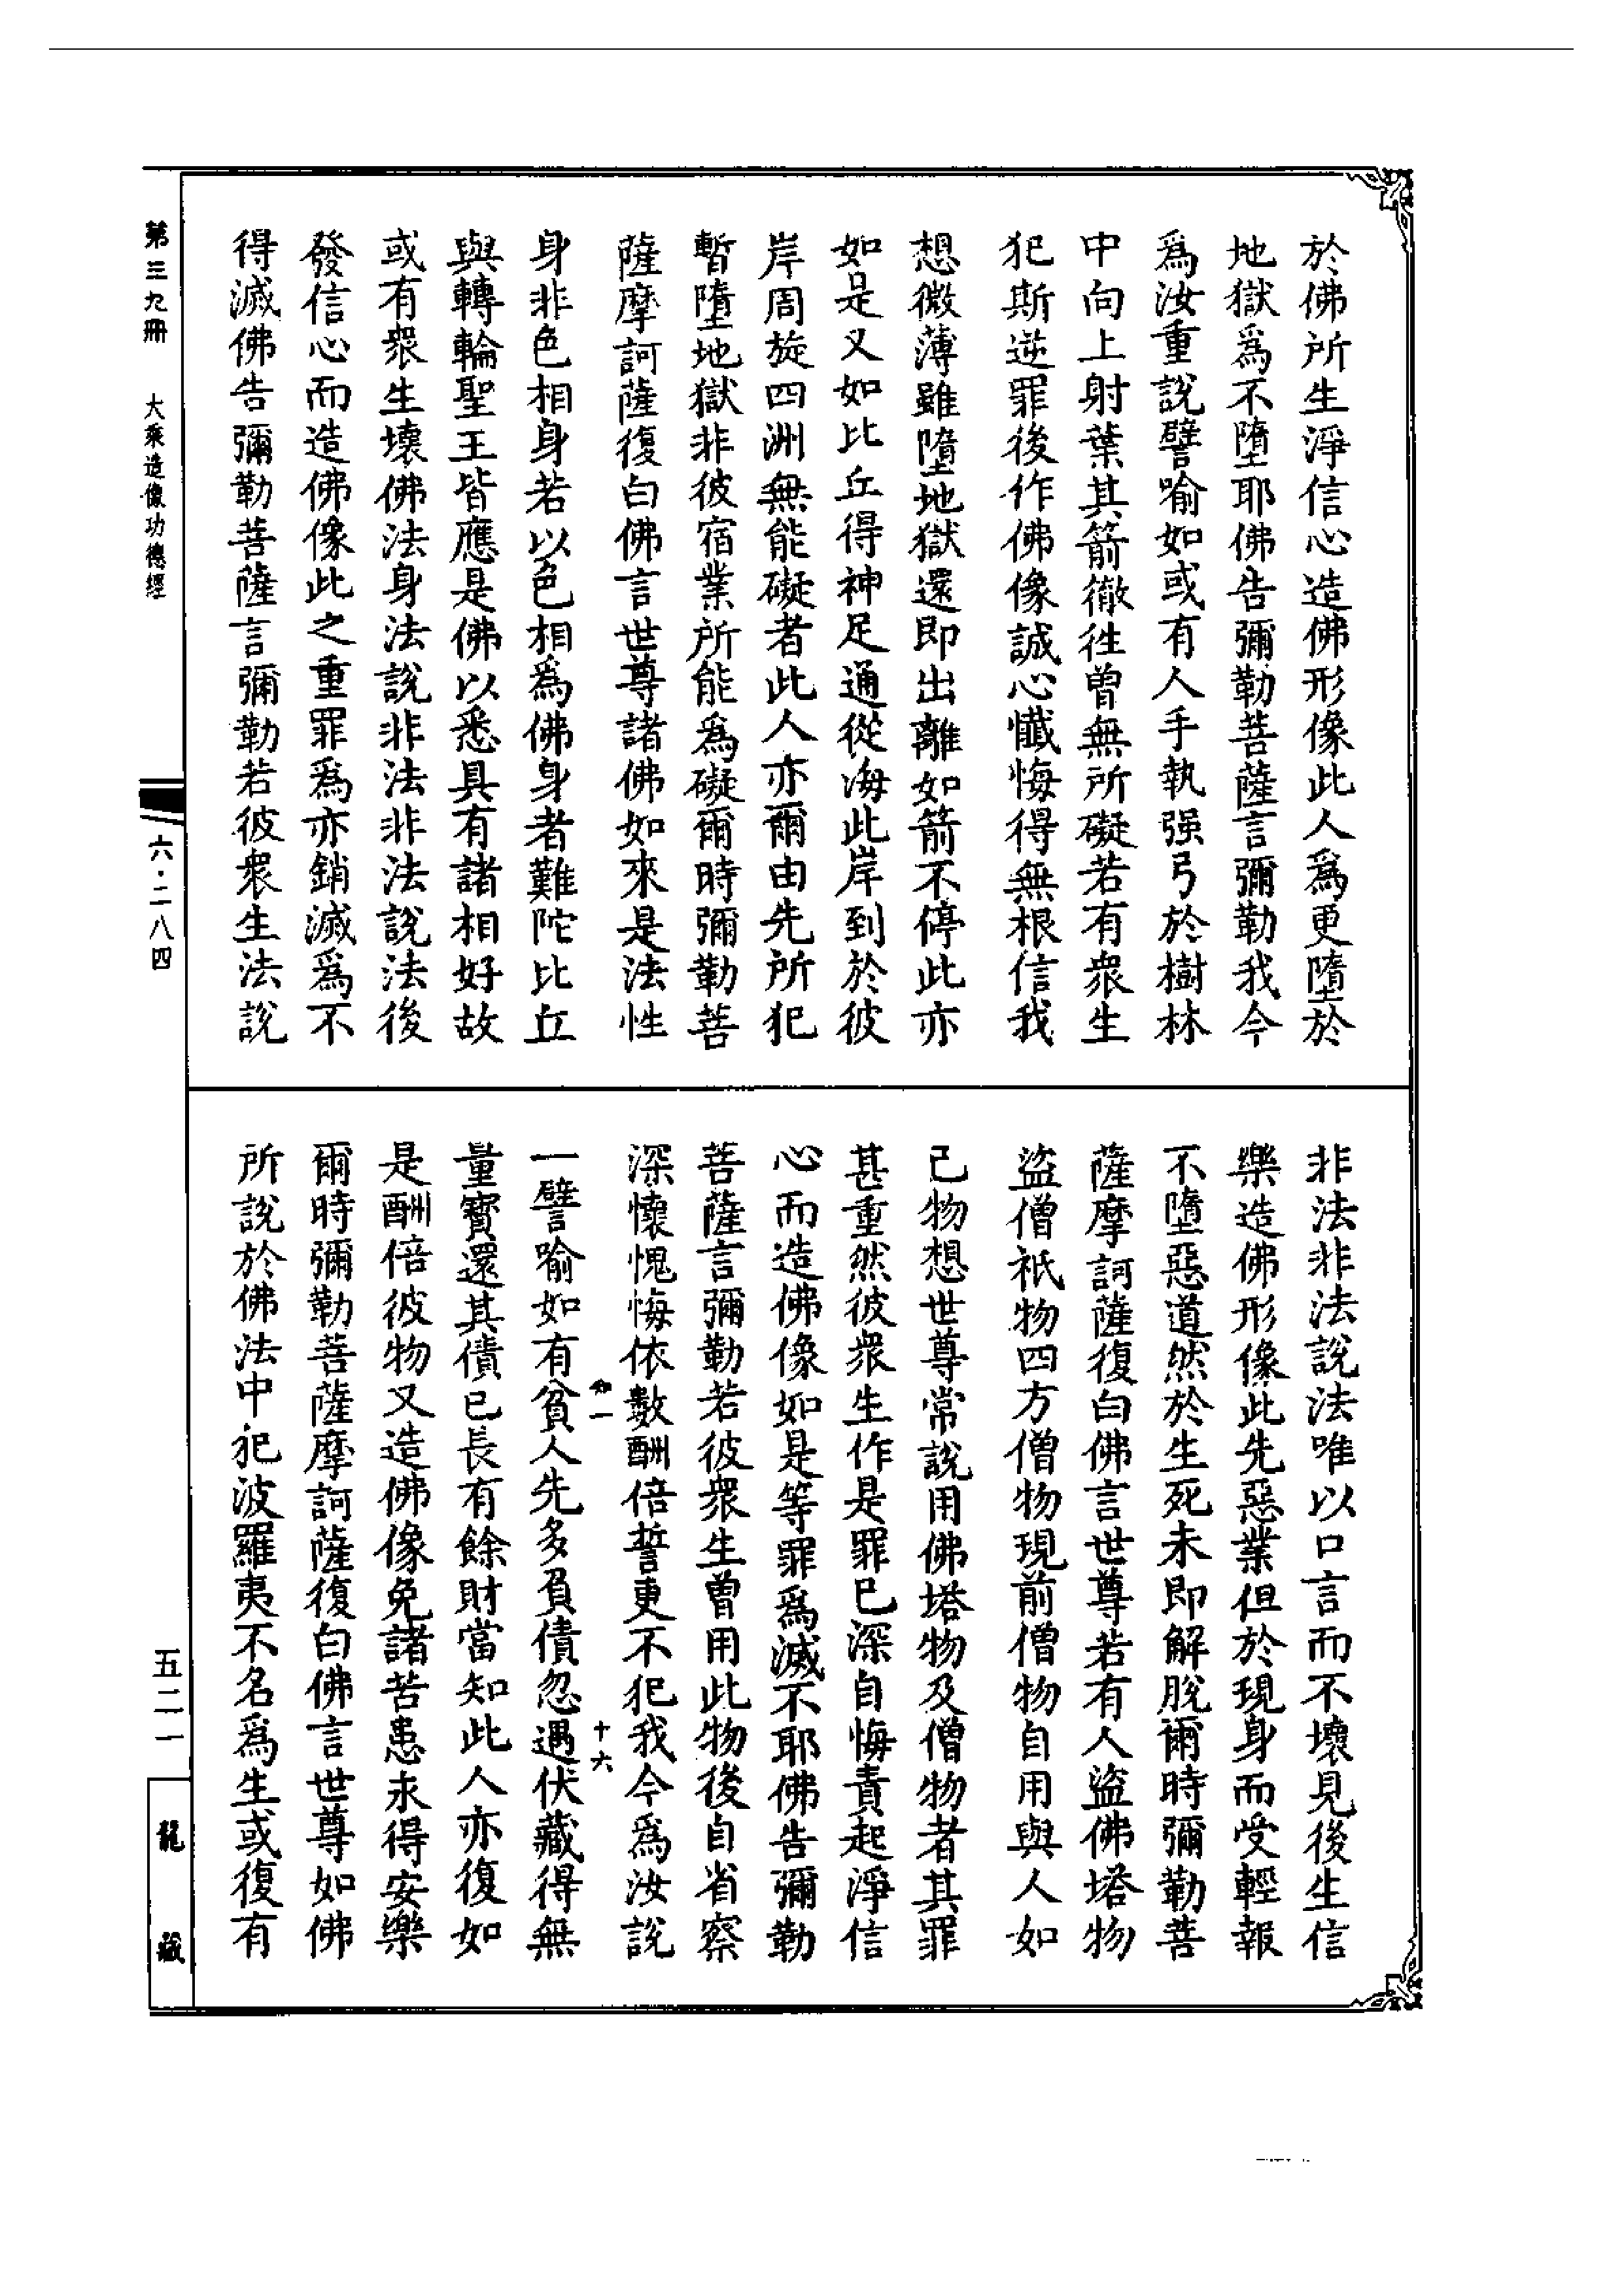 於佛所生淨信心造佛形像此人爲更墮於
地獄爲不墮耶佛告彌勒菩薩言彌勒我今
爲汝重說譬喻如或有人手執强弓於樹林
中向上射葉其箭徹往曾無所礙若有眾生
犯斯逆罪後作佛像誠心懺悔得無根信我
想微薄雖墮地獄還即出離如箭不停此亦
如是又如比丘得神足通從海此岸到於彼
岸周旋四洲無能礙者此人亦爾由先所犯
暫墮地獄非彼宿業所能爲礙爾時彌勒菩
薩摩訶薩復白佛言世尊諸佛如來是法性
身非色相身若以色相爲佛身者難陀比丘
與轉輪聖王皆應是佛以悉具有諸相好故
或有眾生壞佛法身法說非法非法說法後
發信心而造佛像此之重罪爲亦銷滅爲不
得滅佛告彌勒菩薩言彌勒若彼衆生法說
非法非法說法唯以口言而不壞見後生信
樂造佛形像此先惡業但於現身而受輕報
不墮惡道然於生死未即解脫爾時彌勒菩
薩摩訶薩復白佛言世尊若有人盜佛塔物
盜僧祇物四方僧物現前僧物自用與人如
己物想世尊常說用佛塔物及僧物者其罪
甚重然彼眾生作是罪已深自悔責起淨信
心而造佛像如是等罪爲滅不耶佛告彌勒
菩薩言彌勒若彼眾生曾用此物後自省察
深懷愧悔依數酬倍誓更不犯我今爲汝說
一譬喻如有貧人先多負債忽遇伏藏得無
量寶還其債已長有餘財當知此人亦復如
是酬倍彼物又造佛像免諸苦患永得安樂
爾時彌勒菩薩摩訶薩復白佛言世尊如佛
所說於佛法中犯波羅夷不名爲生或復有
十六
第三九冊
大乘造像功德經
六·二八四
五二一
龍藏